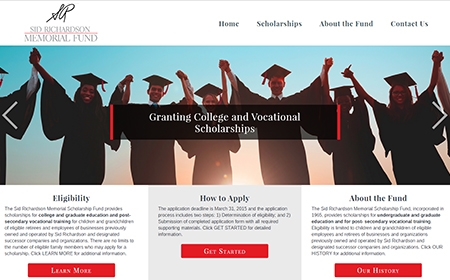 SR
SID RICHARDSON
MEMORIAL FUND
Home Scholarships About the Fund Contact Us
Granting College and Vocational
Scholarships
Eligibility
The Sid Richardson Memorial Scholarship Fund provides
scholarships for college and graduate education and post-
secondary vocational training for children and grandchildren
of eligible retirees and employees of businesses previously
owned and operated by Sid Richardson and designated
successor companies and organizations. There are no limits to
the number of eligible family members who may apply for a
scholarship. Click LEARN MORE for additional information.
LEARN MORE
How to Apply
The application deadline is March 31, 2015 and the application
process includes two steps: 1) Determination of eligibility; and 2)
Submission of completed application form with all required
supporting materials. Click GET STARTED for detailed
information.
GET STARTED
About the Fund
The Sid Richardson Memorial Scholarship Fund, incorporated in
1965, provides scholarships for undergraduate and graduate
education and for post- secondary vocational training.
Eligibility is limited to children and grandchildren of eligible
employees and retirees of businesses and organizations
previously owned and operated by Sid Richardson and
designated successor companies and organizations. Click OUR
HISTORY for additional information.
OUR HISTORY